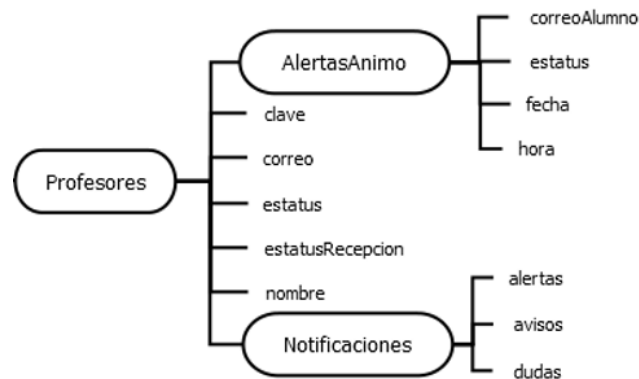 Profesores
AlertasAnimo
correoAlumno
estatus
fecha
hora
clave
correo
estatus
estatusRecepcion
nombre
Notificaciones
alertas
avisos
dudas